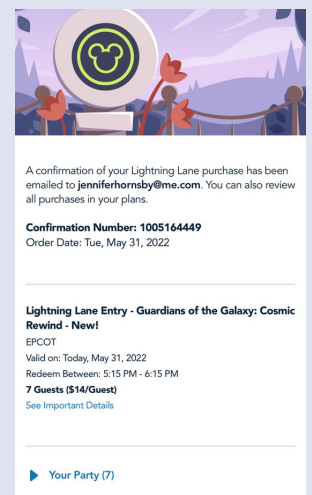 A confirmation of your Lightning Lane purchase has been
emailed to jenniferhornsby@me.com. You can also review
all purchases in your plans.
Confirmation Number: 1005164449
Order Date: Tue, May 31, 2022
Lightning Lane Entry - Guardians of the Galaxy: Cosmic
Rewind - New!
EPCOT
Valid on: Today, May 31, 2022
Redeem Between: 5:15 PM - 6:15 PM
7 Guests ($14/Guest)
See Important Details
Your Party (7)